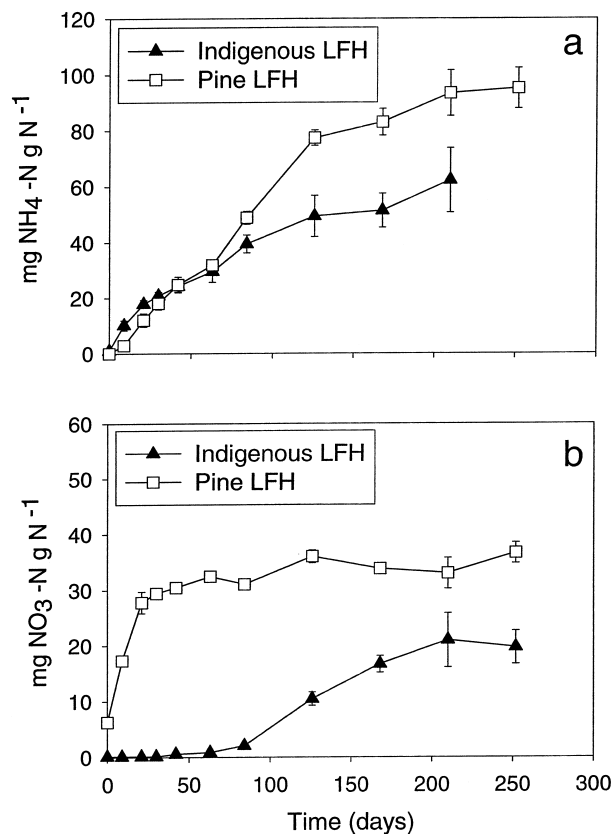 120
100
80
60
40
20
0
mg NH4 -N g N -1
Indigenous LFH
Pine LFH
a
60
50
40
30
20
10
0
mg NO3 -N g N -1
Indigenous LFH
Pine LFH
b
0 50 100 150 200 250 300
Time (days)